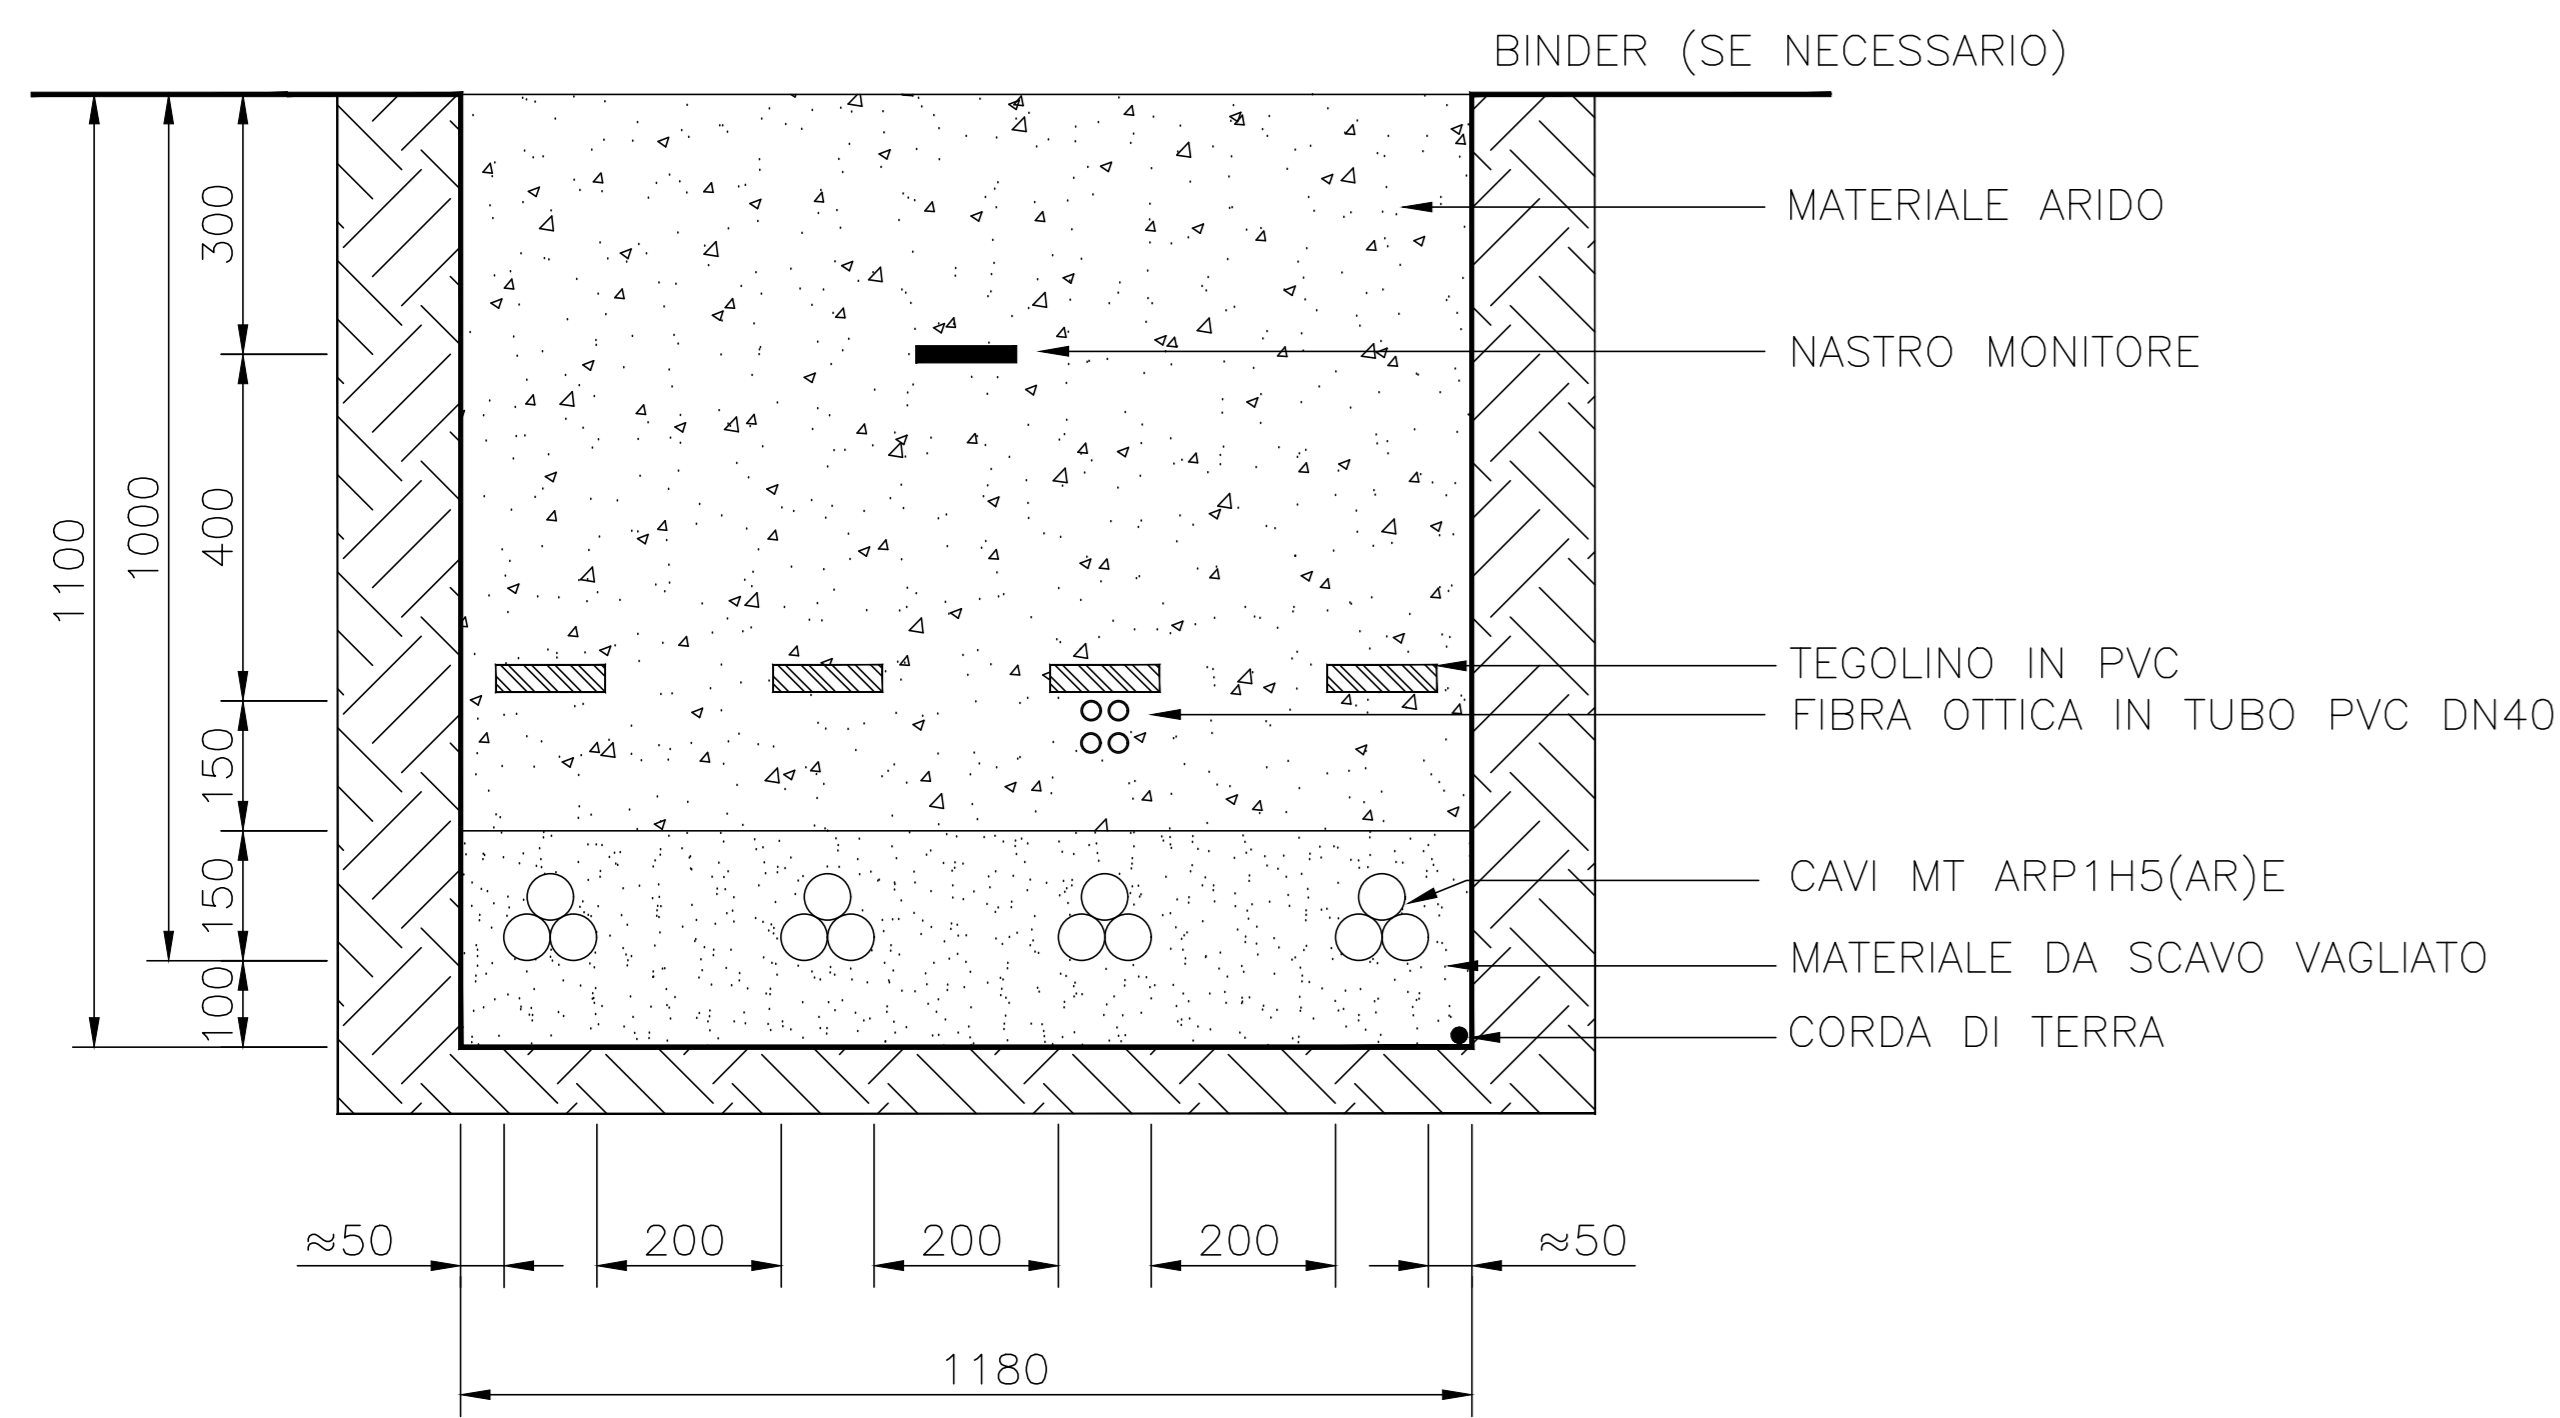 BINDER (SE NECESSARIO)
MATERIALE ARIDO
NASTRO MONITORE
TEGOLINO IN PVC
FIBRA OTTICA IN TUBO PVC DN40
CAVI MT ARP1H5(AR)E
MATERIALE DA SCAVO VAGLIATO
CORDA DI TERRA
1100
1000
300
400
150
150
100
≈50
200
200
200
≈50
1180